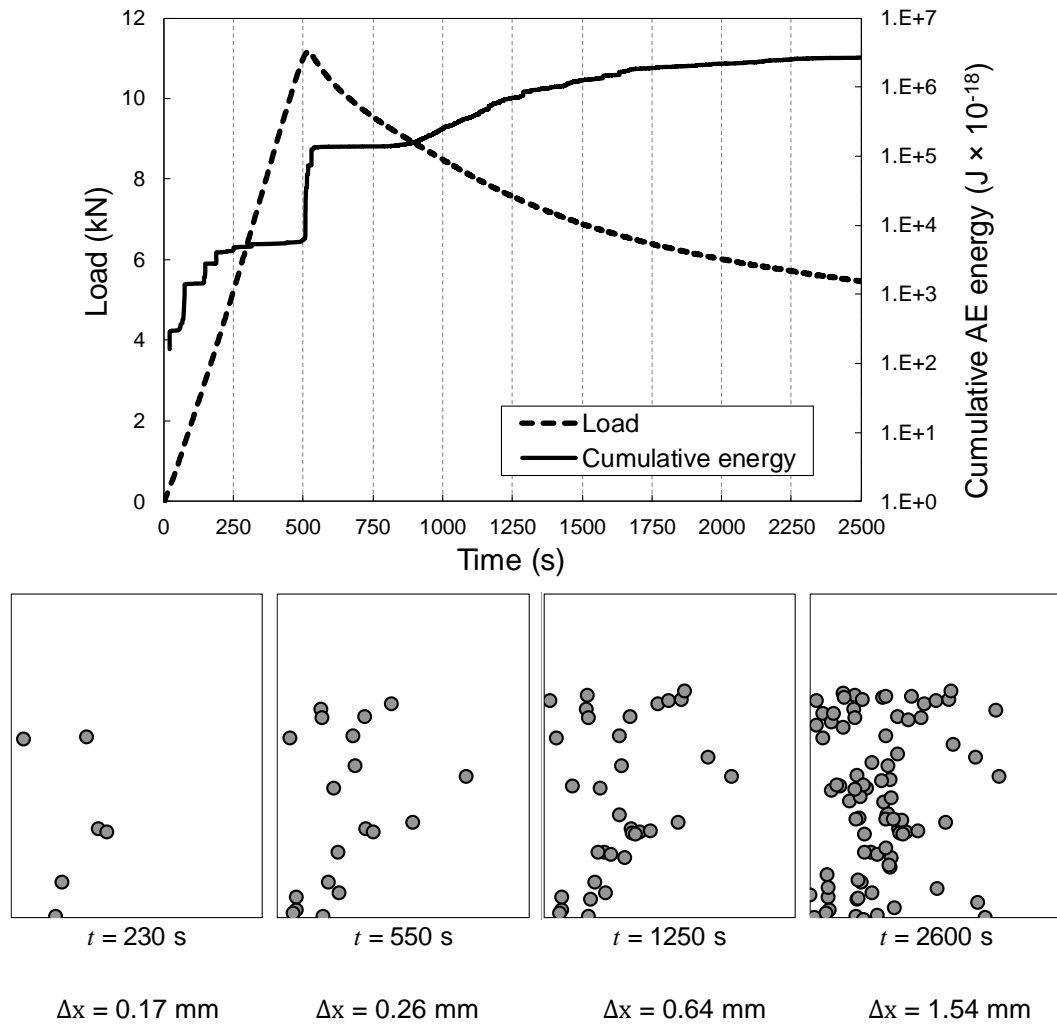 12
10
8
6
4
2
0
Load (kN)
1.E+7
1.E+6
1.E+5
1.E+4
1.E+3
1.E+2
1.E+1
1.E+0
Cumulative AE energy (J × 10⁻¹⁸)
Load
Cumulative energy
0 250 500 750 1000 1250 1500 1750 2000 2250 2500
Time (s)
t = 230 s t = 550 s t = 1250 s t = 2600 s
Δx = 0.17 mm Δx = 0.26 mm Δx = 0.64 mm Δx = 1.54 mm